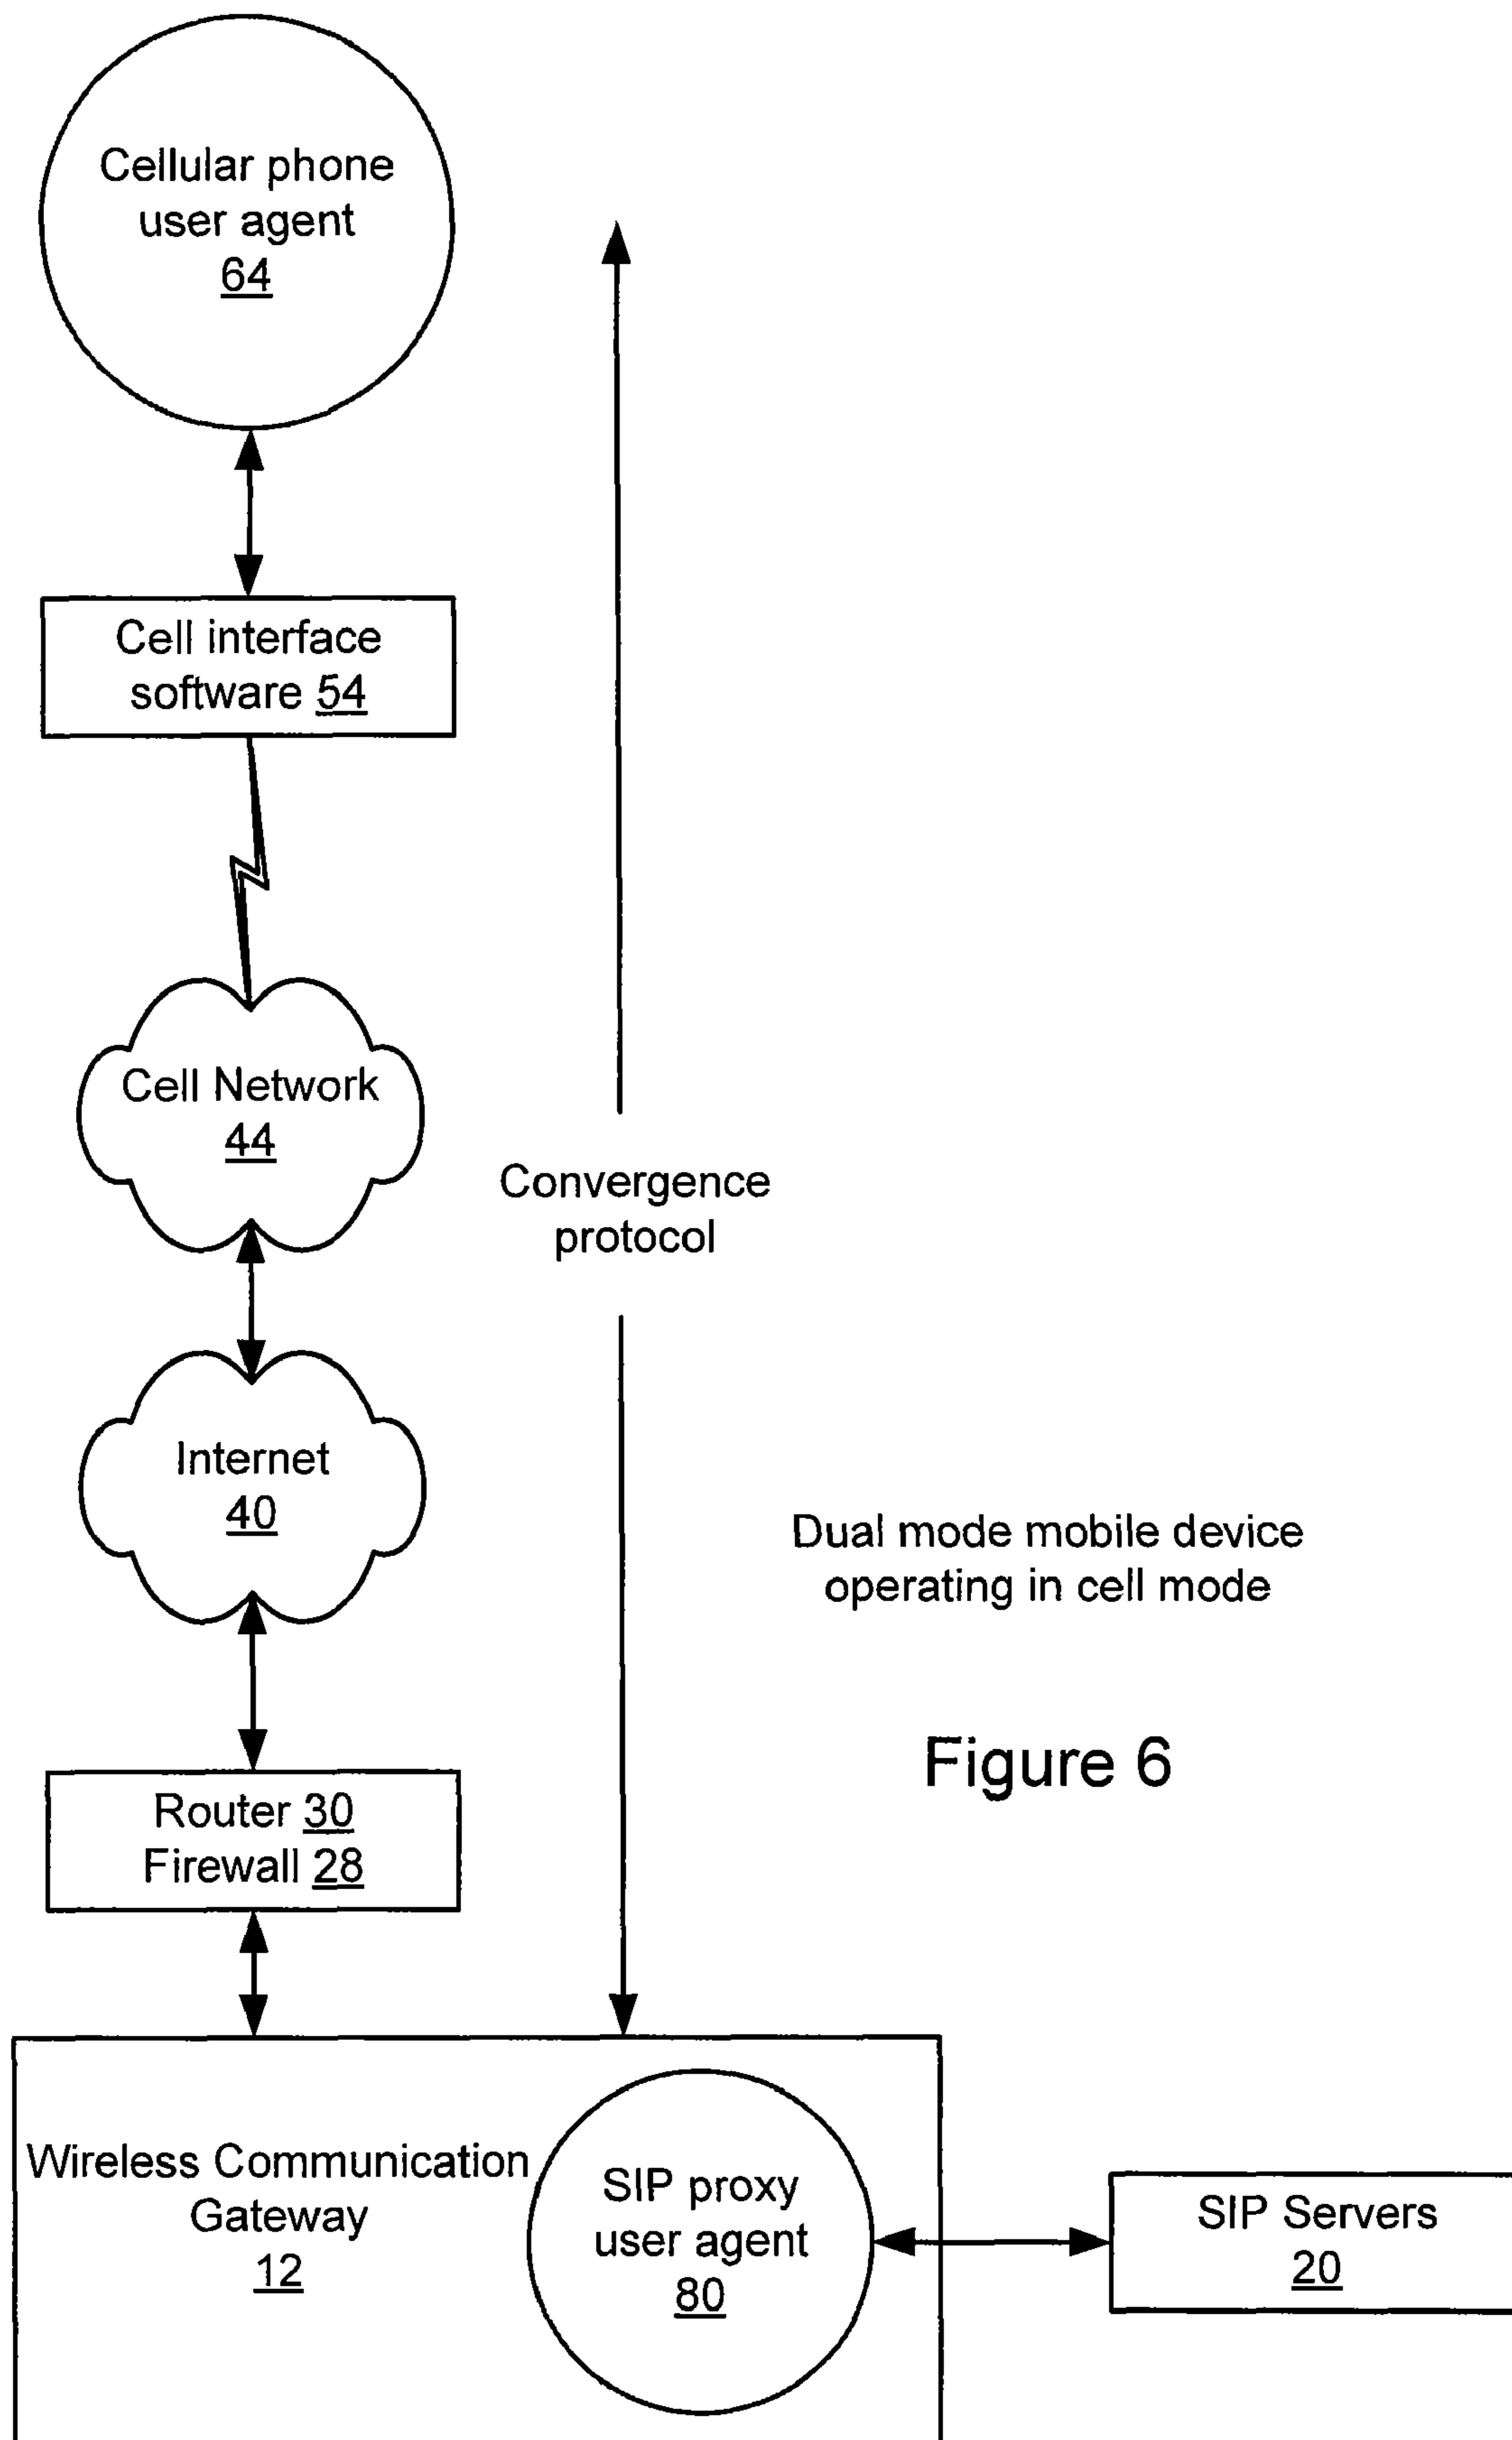 Cellular phone
user agent
64
Cell interface
software 54
Cell Network
44
Convergence
protocol
Internet
40
Dual mode mobile device
operating in cell mode
Router 30
Firewall 28
Figure 6
Wireless Communication
Gateway
12
SIP proxy
user agent
80
SIP Servers
20